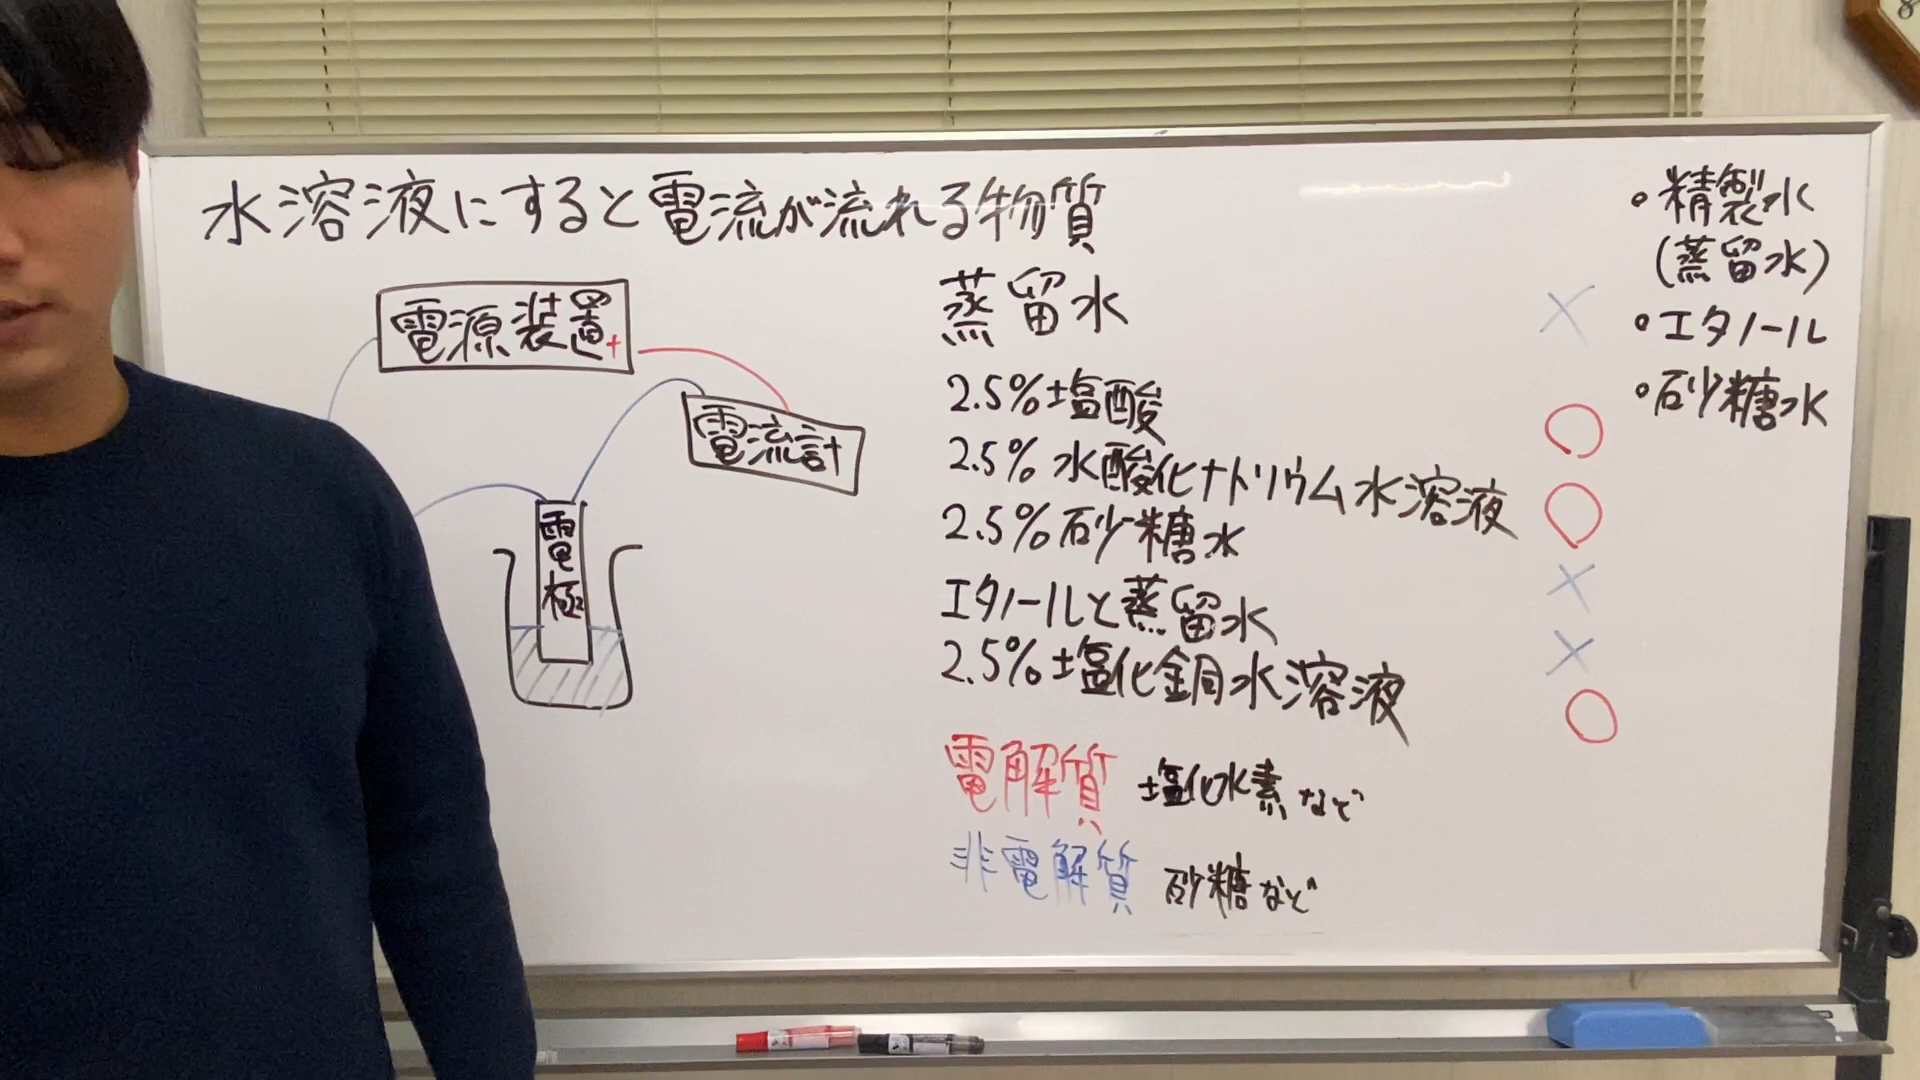 水溶液にすると電流が流れる物質
電源装置+
電流計
電極
蒸留水 ×
2.5%塩酸 ○
2.5%水酸化ナトリウム水溶液 ○
2.5%砂糖水 ×
エタノールと蒸留水 ×
2.5%塩化銅水溶液 ○
電解質 塩化水素など
非電解質 砂糖など
・精製水
(蒸留水)
・エタノール
・砂糖水
8